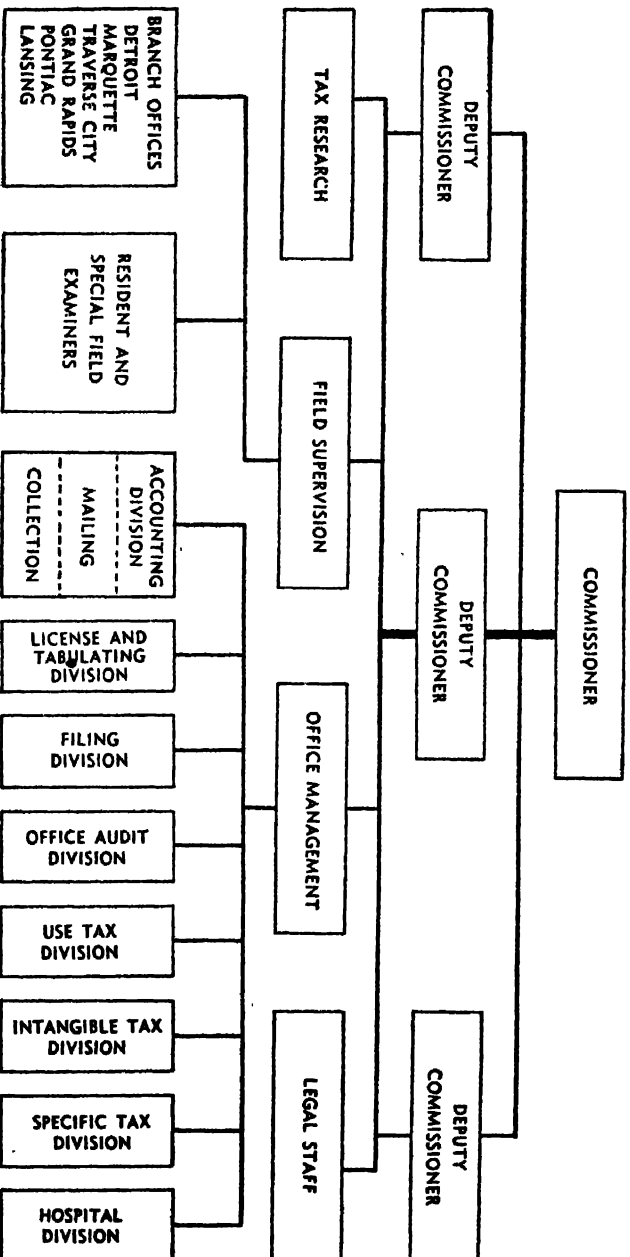 COMMISSIONER
DEPUTY
COMMISSIONER
DEPUTY
COMMISSIONER
DEPUTY
COMMISSIONER
TAX RESEARCH
FIELD SUPERVISION
OFFICE MANAGEMENT
LEGAL STAFF
BRANCH OFFICES
DETROIT
MARQUETTE
TRAVERSE CITY
GRAND RAPIDS
PONTIAC
LANSING
RESIDENT AND
SPECIAL FIELD
EXAMINERS
ACCOUNTING
DIVISION
MAILING
COLLECTION
LICENSE AND
TABULATING
DIVISION
FILING
DIVISION
OFFICE AUDIT
DIVISION
USE TAX
DIVISION
INTANGIBLE TAX
DIVISION
SPECIFIC TAX
DIVISION
HOSPITAL
DIVISION